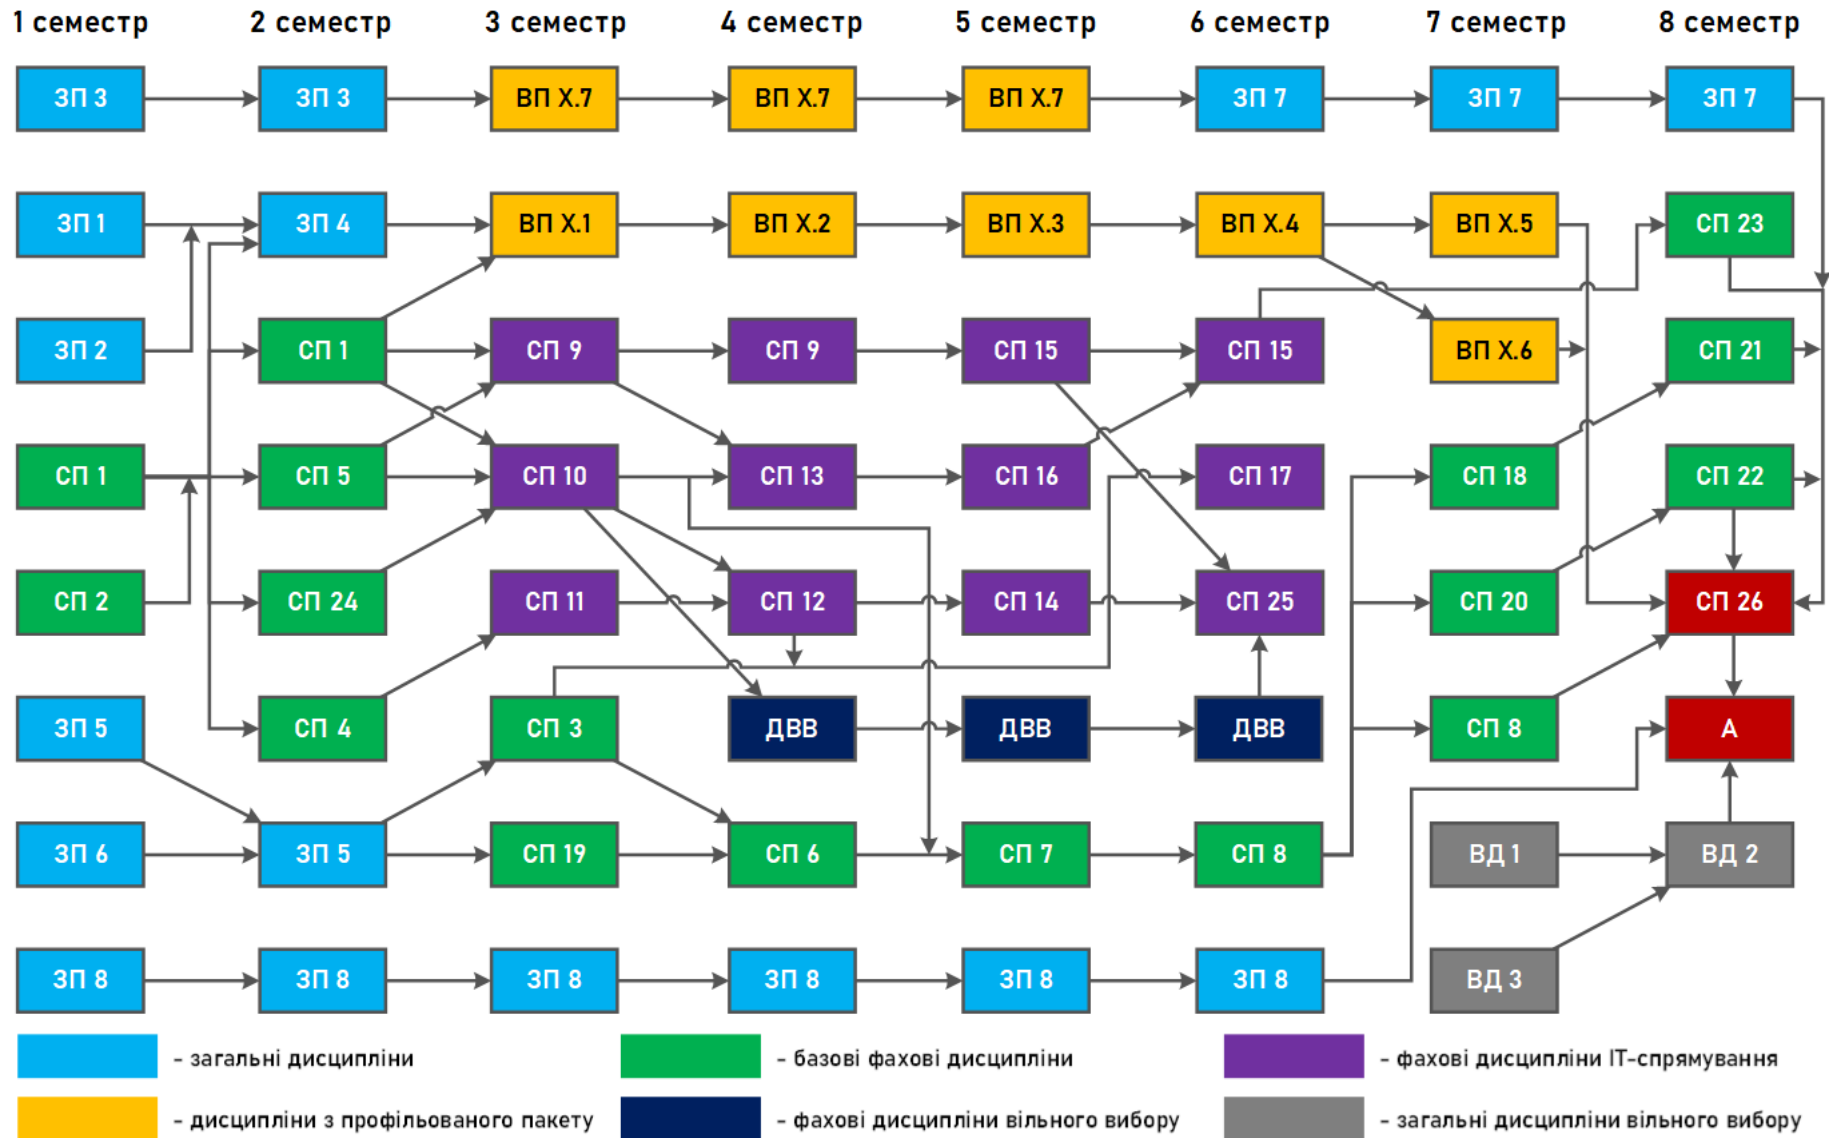 1 семестр 2 семестр 3 семестр 4 семестр 5 семестр 6 семестр 7 семестр 8 семестр
ЗП 3 ЗП 3 ВП Х.7 ВП Х.7 ВП Х.7 ЗП 7 ЗП 7 ЗП 7
ЗП 1 ЗП 4 ВП Х.1 ВП Х.2 ВП Х.3 ВП Х.4 ВП Х.5 СП 23
ЗП 2 СП 1 СП 9 СП 9 СП 15 СП 15 ВП Х.6 СП 21
СП 1 СП 5 СП 10 СП 13 СП 16 СП 17 СП 18 СП 22
СП 2 СП 24 СП 11 СП 12 СП 14 СП 25 СП 20 СП 26
ЗП 5 СП 4 СП 3 ДВВ ДВВ ДВВ СП 8 А
ЗП 6 ЗП 5 СП 19 СП 6 СП 7 СП 8 ВД 1 ВД 2
ЗП 8 ЗП 8 ЗП 8 ЗП 8 ЗП 8 ЗП 8 ВД 3
- загальні дисципліни - базові фахові дисципліни - фахові дисципліни ІТ-спрямування
- дисципліни з профільованого пакету - фахові дисципліни вільного вибору - загальні дисципліни вільного вибору